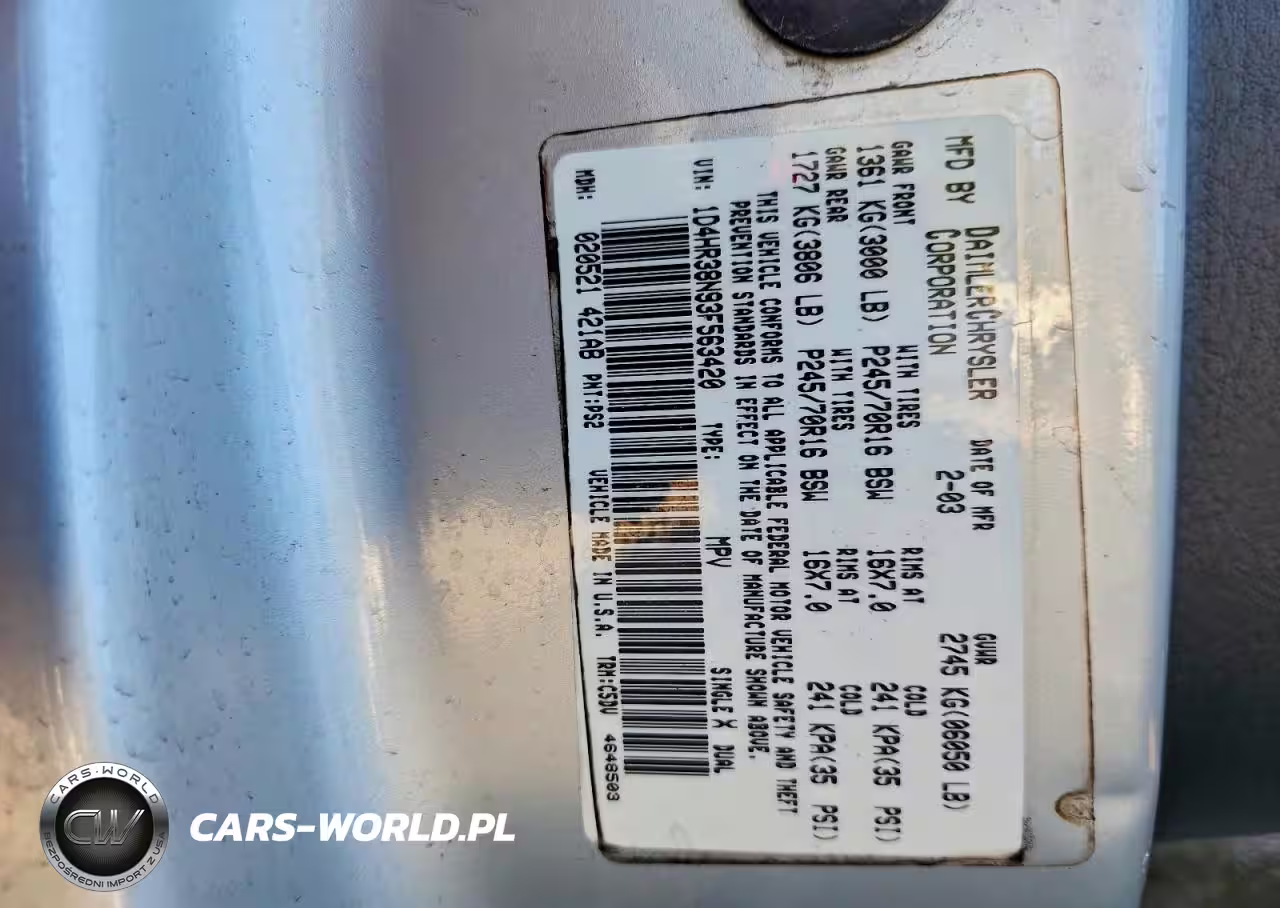 MFD BY DAIMLERCHRYSLER CORPORATION DATE OF MFR 2-03 GVWR 2745 KG(06050 LB)
GAWR FRONT WITH TIRES RIMS AT COLD
1361 KG(3000 LB) P245/70R16 BSW 16X7.0 241 KPA(35 PSI)
GAWR REAR WITH TIRES RIMS AT COLD
1727 KG(3806 LB) P245/70R16 BSW 16X7.0 241 KPA(35 PSI)
THIS VEHICLE CONFORMS TO ALL APPLICABLE FEDERAL MOTOR VEHICLE SAFETY AND THEFT
PREVENTION STANDARDS IN EFFECT ON THE DATE OF MANUFACTURE SHOWN ABOVE.
VIN: 1D4HR38N93F563420 TYPE: MPV SINGLE X DUAL
MDH: 020521 421AB PNT:PS2 VEHICLE MADE IN U.S.A. TRM:C5DV 4648503
CARS-WORLD
CW
BEZPOŚREDNI IMPORT Z USA
CARS-WORLD.PL